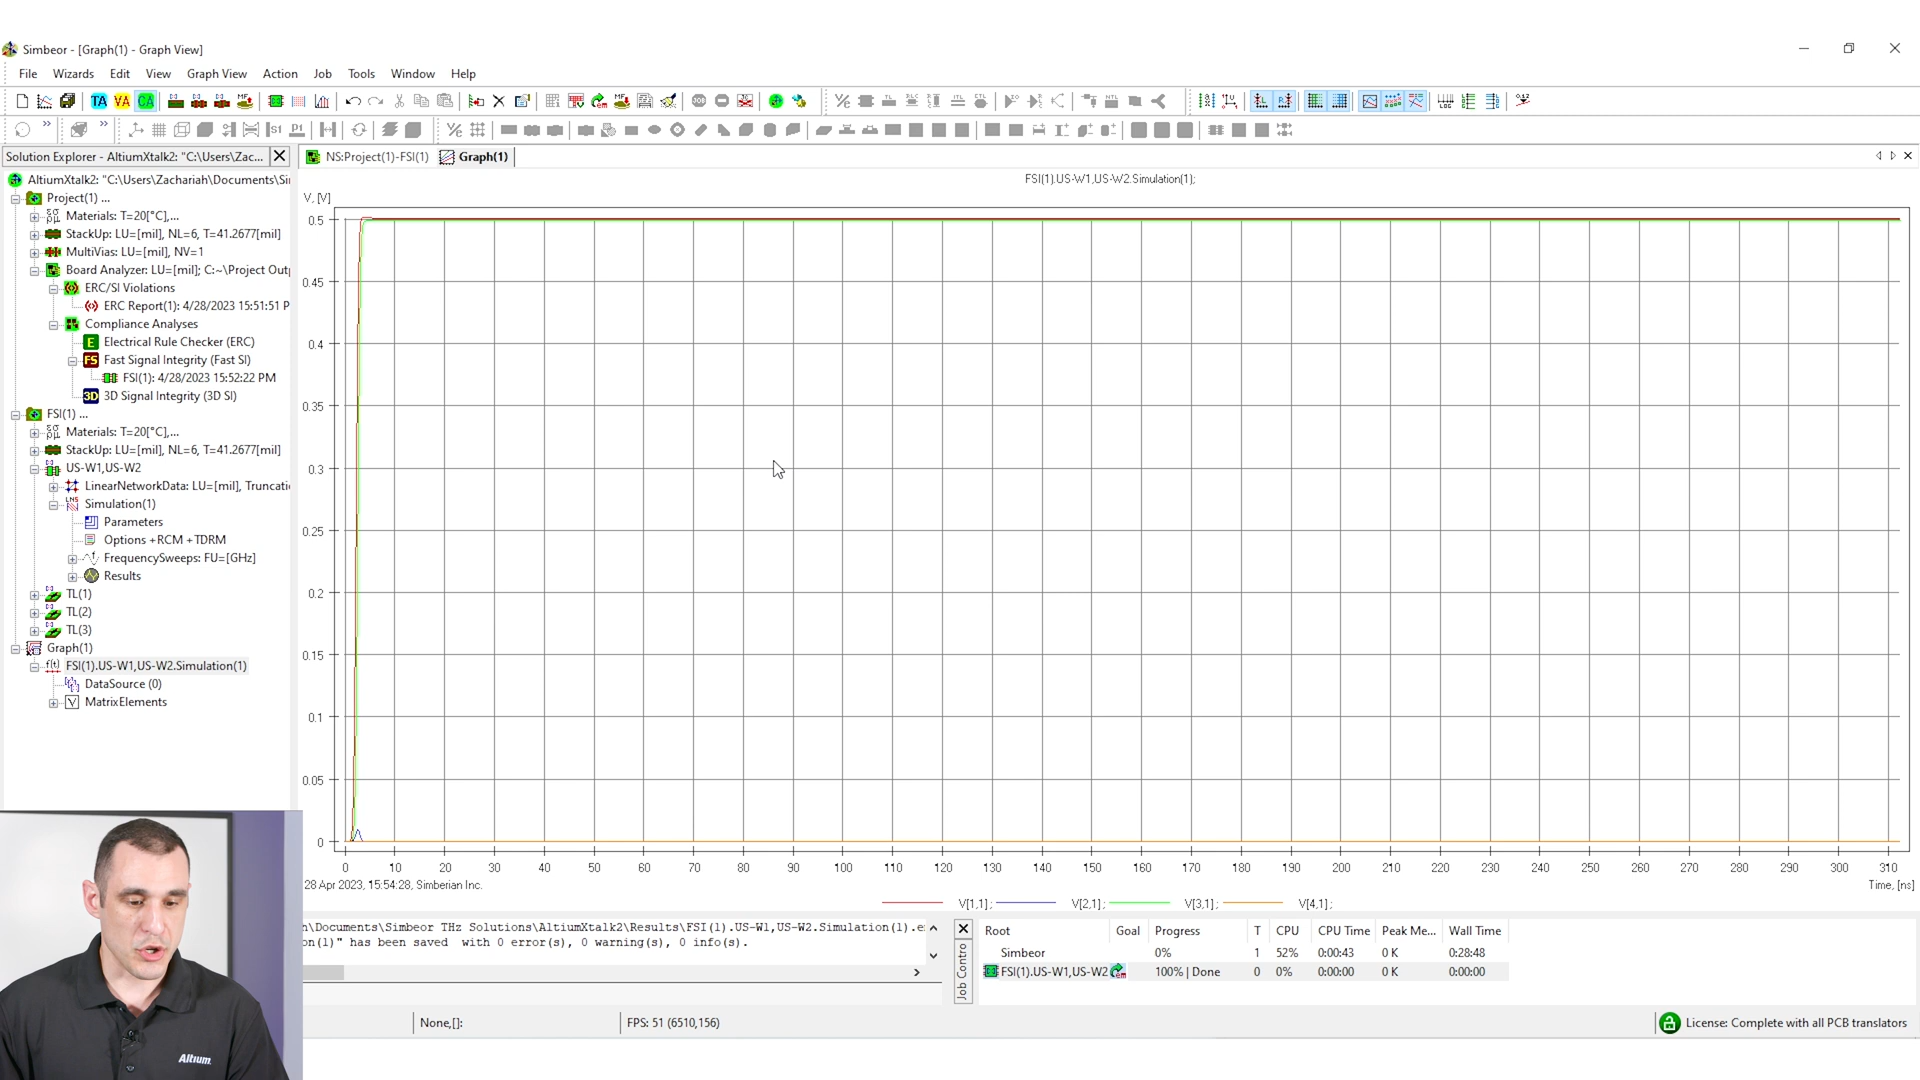 Simbeor - [Graph(1) - Graph View]
File Wizards Edit View Graph View Action Job Tools Window Help
TA VA CA
Solution Explorer - AltiumXtalk2: "C:\Users\Zac...
NS:Project(1)-FSI(1) Graph(1)
AltiumXtalk2: "C:\Users\Zachariah\Documents\Si
Project(1) ...
Materials: T=20[°C],...
StackUp: LU=[mil], NL=6, T=41.2677[mil]
MultiVias: LU=[mil], NV=1
Board Analyzer: LU=[mil]; C:~\Project Out
ERC/SI Violations
ERC Report(1): 4/28/2023 15:51:51 P
Compliance Analyses
E Electrical Rule Checker (ERC)
FS Fast Signal Integrity (Fast SI)
FSI(1): 4/28/2023 15:52:22 PM
3D 3D Signal Integrity (3D SI)
FSI(1) ...
Materials: T=20[°C],...
StackUp: LU=[mil], NL=6, T=41.2677[mil]
US-W1,US-W2
LinearNetworkData: LU=[mil], Truncati
LNS Simulation(1)
Parameters
Options +RCM +TDRM
FrequencySweeps: FU=[GHz]
Results
TL(1)
TL(2)
TL(3)
Graph(1)
f(t) FSI(1).US-W1,US-W2.Simulation(1)
DataSource (0)
V MatrixElements
FSI(1).US-W1,US-W2.Simulation(1);
V, [V]
0.5
0.45
0.4
0.35
0.3
0.25
0.2
0.15
0.1
0.05
0
0 10 20 30 40 50 60 70 80 90 100 110 120 130 140 150 160 170 180 190 200 210 220 230 240 250 260 270 280 290 300 310
28 Apr 2023, 15:54:28, Simberian Inc.
Time, [ns]
V[1,1]; V[2,1]; V[3,1]; V[4,1];
\Documents\Simbeor THz Solutions\AltiumXtalk2\Results\FSI(1).US-W1,US-W2.Simulation(1).e
on(1)" has been saved with 0 error(s), 0 warning(s), 0 info(s).
Job Contro
Root Goal Progress T CPU CPU Time Peak Me... Wall Time
Simbeor 0% 1 52% 0:00:43 0 K 0:28:48
FSI(1).US-W1,US-W2 100% | Done 0 0% 0:00:00 0 K 0:00:00
None,[]: FPS: 51 (6510,156)
License: Complete with all PCB translators
Altium